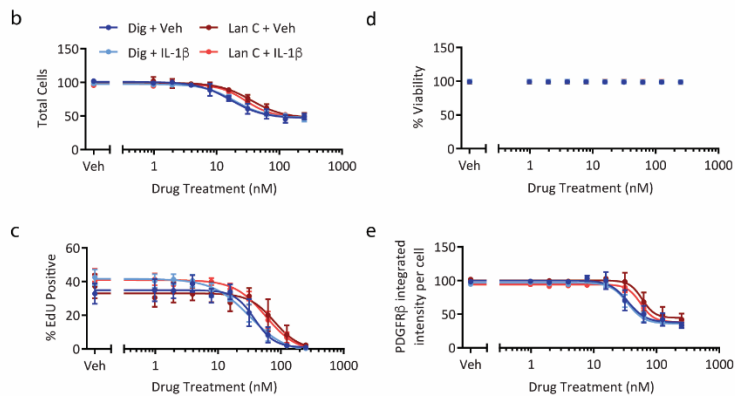 b
Dig + Veh
Lan C + Veh
Dig + IL-1β
Lan C + IL-1β
150
100
50
0
Total Cells
Veh
1
10
100
1000
Drug Treatment (nM)
d
150
100
50
0
% Viability
Veh
1
10
100
1000
Drug Treatment (nM)
c
60
40
20
0
% EdU Positive
Veh
1
10
100
1000
Drug Treatment (nM)
e
150
100
50
0
PDGFRβ integrated
intensity per cell
Veh
1
10
100
1000
Drug Treatment (nM)